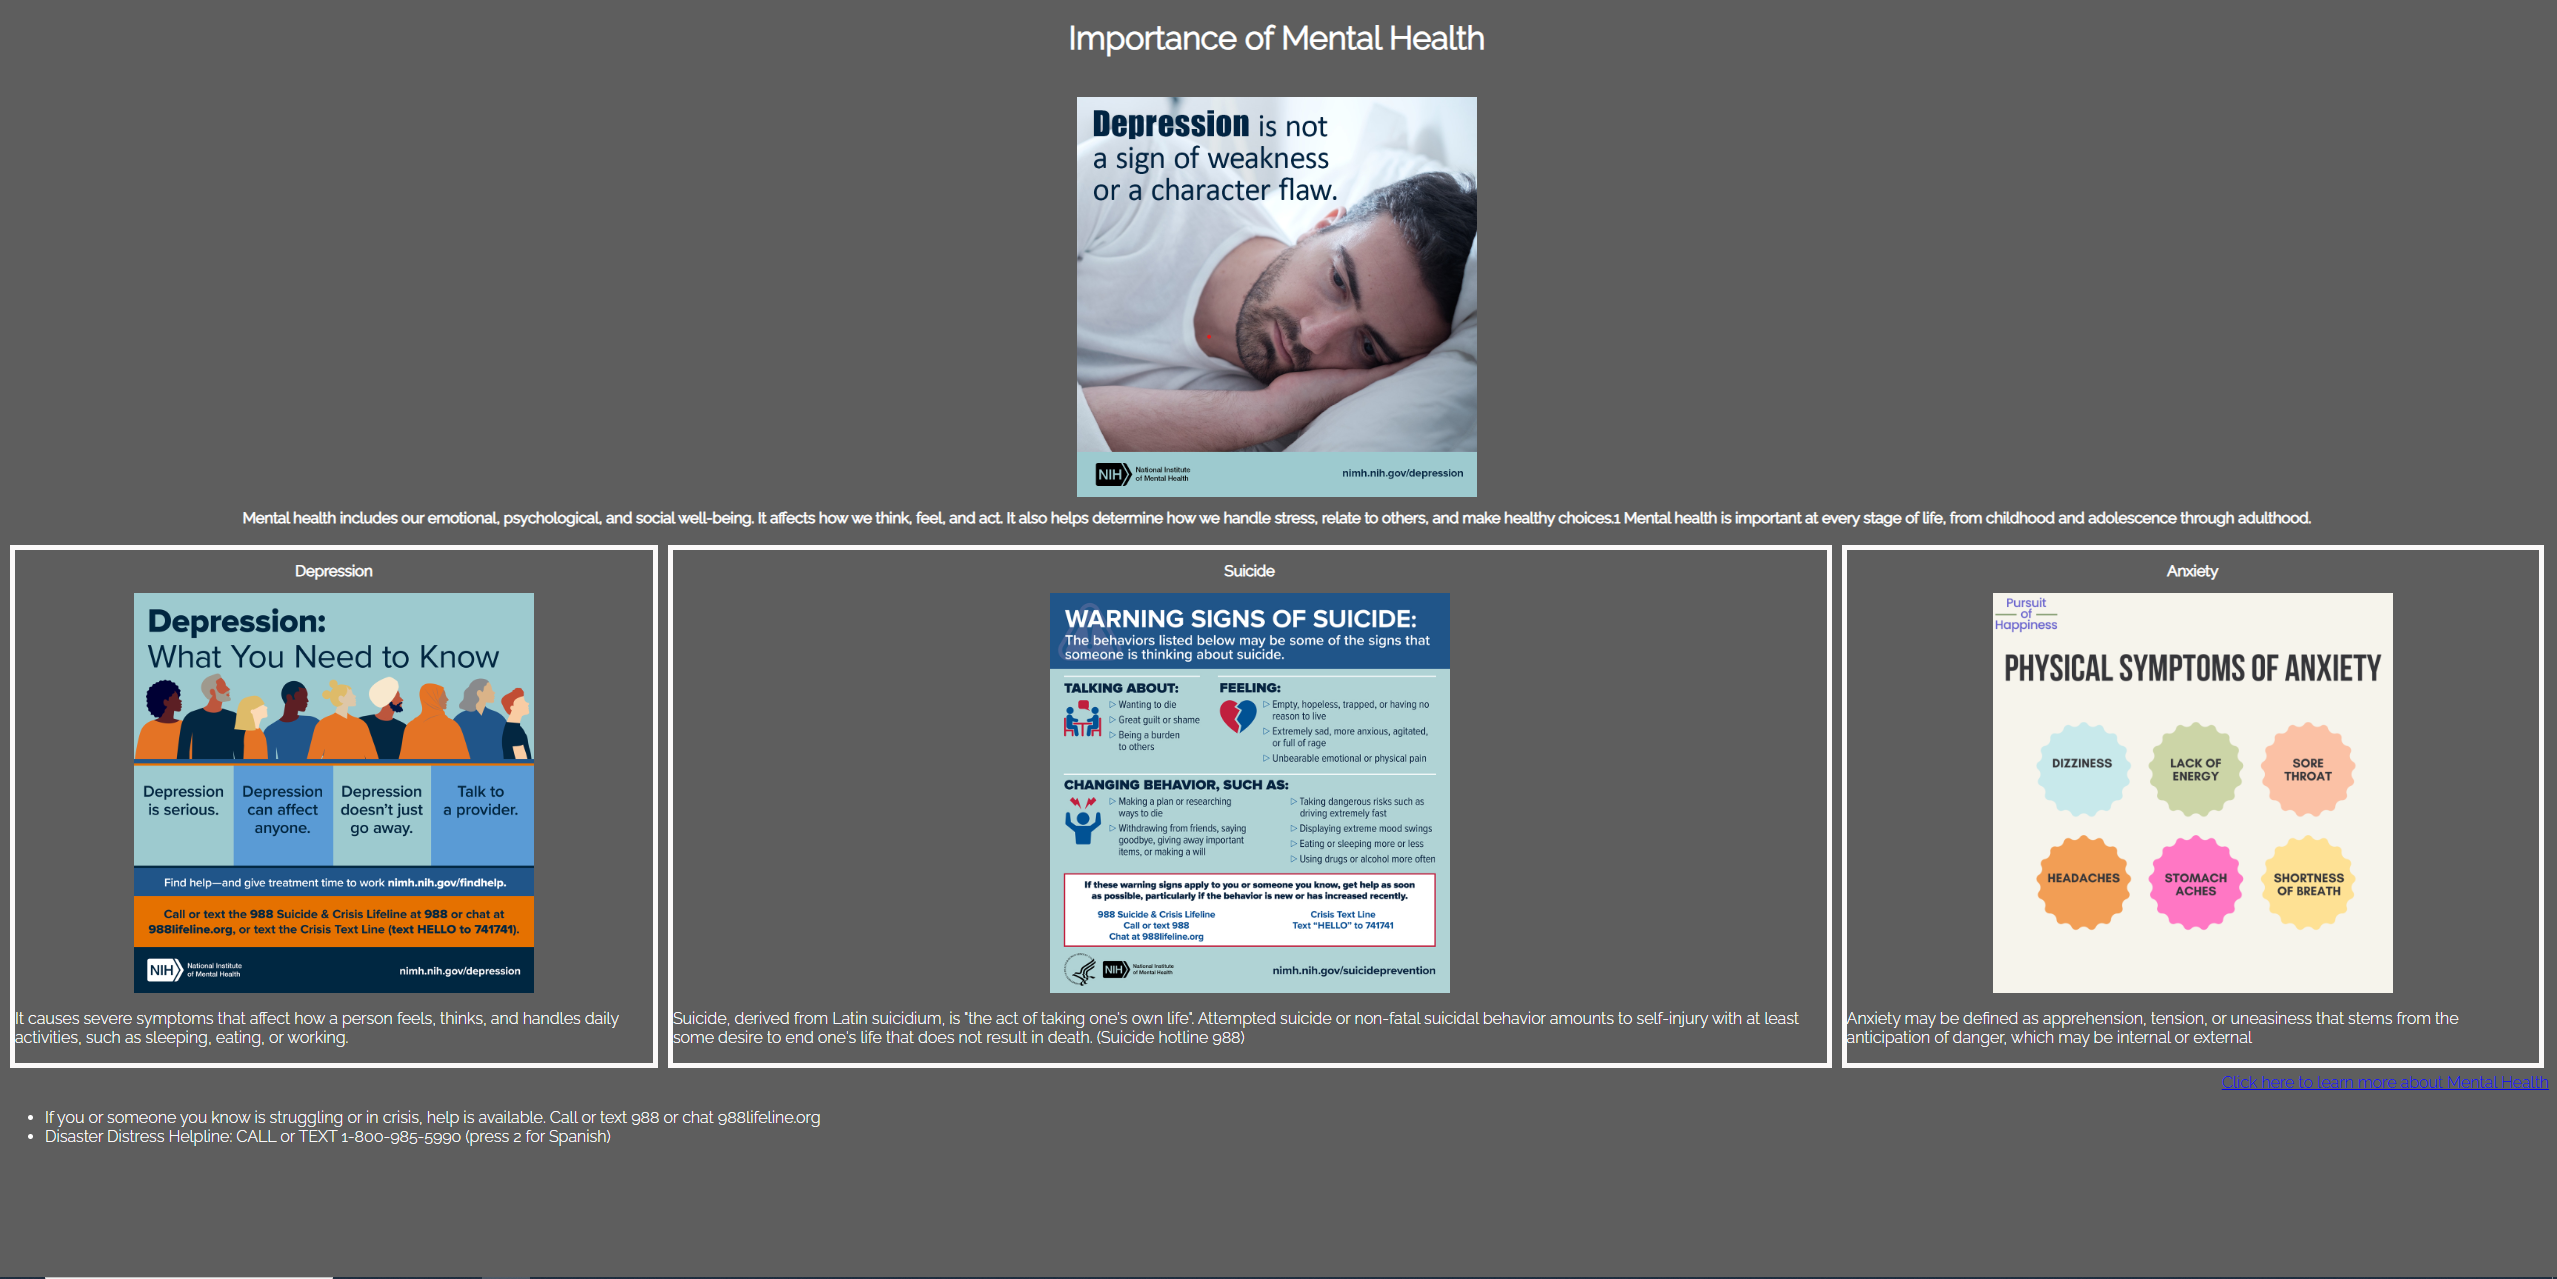 Importance of Mental Health
Depression is not
a sign of weakness
or a character flaw.
NIH
National Institute
of Mental Health
nimh.nih.gov/depression
Mental health includes our emotional, psychological, and social well-being. It affects how we think, feel, and act. It also helps determine how we handle stress, relate to others, and make healthy choices.1 Mental health is important at every stage of life, from childhood and adolescence through adulthood.
Depression
Depression:
What You Need to Know
Depression
is serious.
Depression
can affect
anyone.
Depression
doesn't just
go away.
Talk to
a provider.
Find help—and give treatment time to work nimh.nih.gov/findhelp.
Call or text the 988 Suicide & Crisis Lifeline at 988 or chat at
988lifeline.org, or text the Crisis Text Line (text HELLO to 741741).
NIH
National Institute
of Mental Health
nimh.nih.gov/depression
It causes severe symptoms that affect how a person feels, thinks, and handles daily
activities, such as sleeping, eating, or working.
Suicide
WARNING SIGNS OF SUICIDE:
The behaviors listed below may be some of the signs that
someone is thinking about suicide.
TALKING ABOUT:
▷ Wanting to die
▷ Great guilt or shame
▷ Being a burden
to others
FEELING:
▷ Empty, hopeless, trapped, or having no
reason to live
▷ Extremely sad, more anxious, agitated,
or full of rage
▷ Unbearable emotional or physical pain
CHANGING BEHAVIOR, SUCH AS:
▷ Making a plan or researching
ways to die
▷ Withdrawing from friends, saying
goodbye, giving away important
items, or making a will
▷ Taking dangerous risks such as
driving extremely fast
▷ Displaying extreme mood swings
▷ Eating or sleeping more or less
▷ Using drugs or alcohol more often
If these warning signs apply to you or someone you know, get help as soon
as possible, particularly if the behavior is new or has increased recently.
988 Suicide & Crisis Lifeline
Call or text 988
Chat at 988lifeline.org
Crisis Text Line
Text "HELLO" to 741741
NIH
National Institute
of Mental Health
nimh.nih.gov/suicideprevention
Suicide, derived from Latin suicidium, is "the act of taking one's own life". Attempted suicide or non-fatal suicidal behavior amounts to self-injury with at least
some desire to end one's life that does not result in death. (Suicide hotline 988)
Anxiety
Pursuit
of
Happiness
PHYSICAL SYMPTOMS OF ANXIETY
DIZZINESS
LACK OF
ENERGY
SORE
THROAT
HEADACHES
STOMACH
ACHES
SHORTNESS
OF BREATH
Anxiety may be defined as apprehension, tension, or uneasiness that stems from the
anticipation of danger, which may be internal or external
Click here to learn more about Mental Health
• If you or someone you know is struggling or in crisis, help is available. Call or text 988 or chat 988lifeline.org
• Disaster Distress Helpline: CALL or TEXT 1-800-985-5990 (press 2 for Spanish)